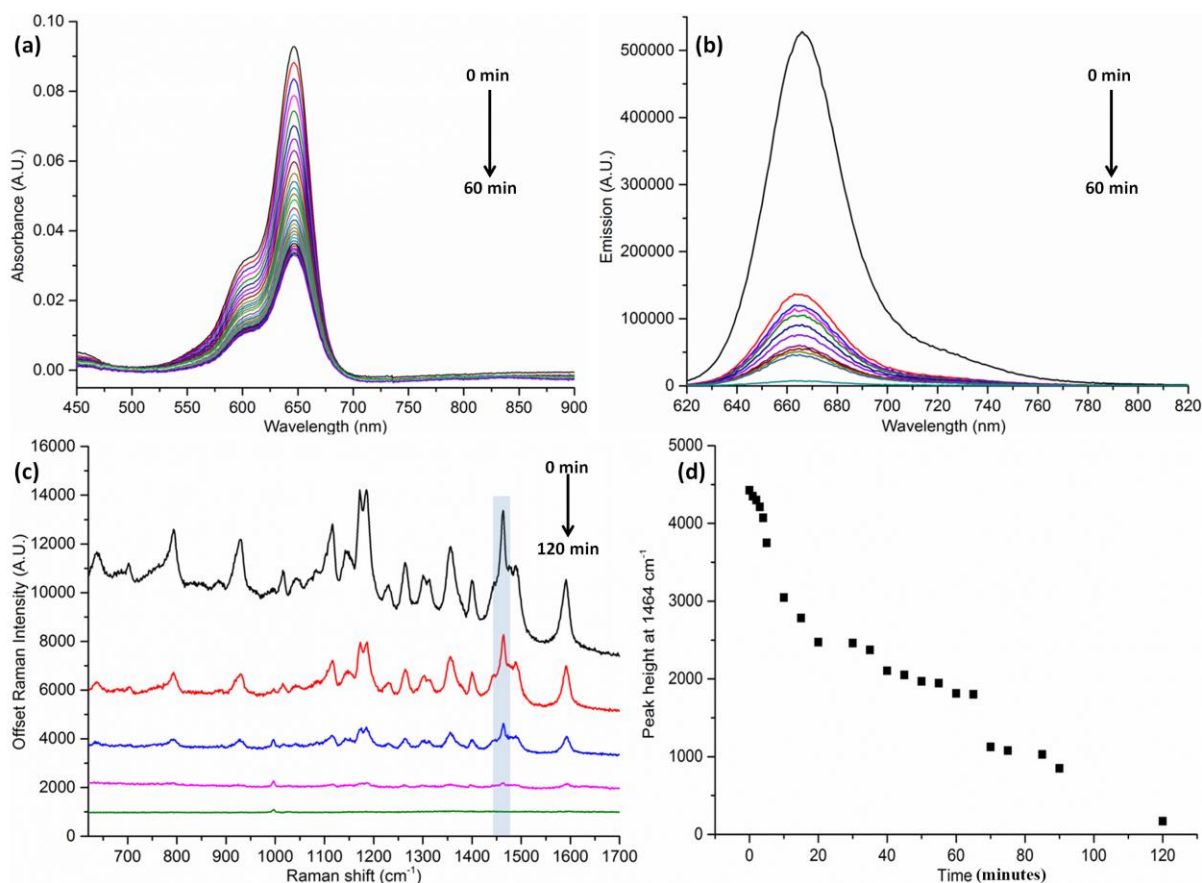 (a)
0 min
60 min
Absorbance (A.U.)
0.10
0.08
0.06
0.04
0.02
0.00
450 500 550 600 650 700 750 800 850 900
Wavelength (nm)
(b)
0 min
60 min
Emission (A.U.)
500000
400000
300000
200000
100000
0
620 640 660 680 700 720 740 760 780 800 820
Wavelength (nm)
(c)
0 min
120 min
Offset Raman Intensity (A.U.)
16000
14000
12000
10000
8000
6000
4000
2000
0
700 800 900 1000 1100 1200 1300 1400 1500 1600 1700
Raman shift (cm⁻¹)
(d)
Peak height at 1464 cm⁻¹
5000
4000
3000
2000
1000
0
0 20 40 60 80 100 120
Time (minutes)